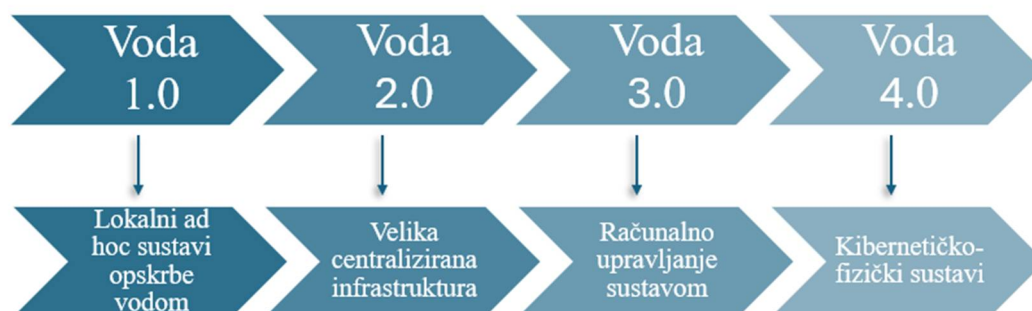 Voda
1.0
Voda
2.0
Voda
3.0
Voda
4.0
Lokalni ad
hoc sustavi
opskrbe
vodom
Velika
centralizirana
infrastruktura
Računalno
upravljanje
sustavom
Kibernetičko-
fizički sustavi